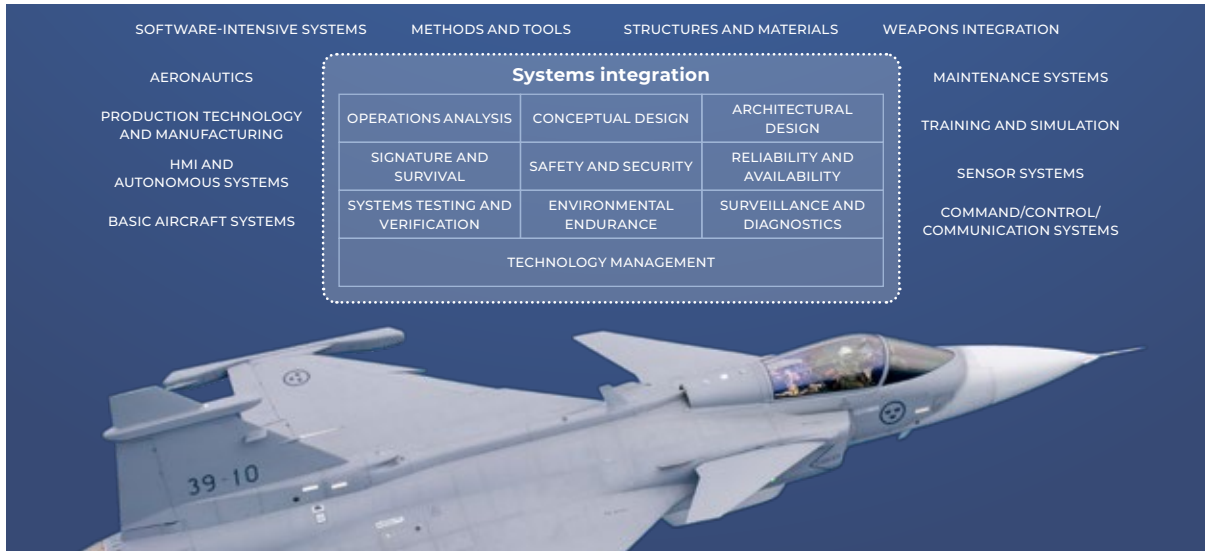 SOFTWARE-INTENSIVE SYSTEMS
METHODS AND TOOLS
STRUCTURES AND MATERIALS
WEAPONS INTEGRATION
AERONAUTICS
PRODUCTION TECHNOLOGY
AND MANUFACTURING
HMI AND
AUTONOMOUS SYSTEMS
BASIC AIRCRAFT SYSTEMS
Systems integration
OPERATIONS ANALYSIS
CONCEPTUAL DESIGN
ARCHITECTURAL
DESIGN
SIGNATURE AND
SURVIVAL
SAFETY AND SECURITY
RELIABILITY AND
AVAILABILITY
SYSTEMS TESTING AND
VERIFICATION
ENVIRONMENTAL
ENDURANCE
SURVEILLANCE AND
DIAGNOSTICS
TECHNOLOGY MANAGEMENT
MAINTENANCE SYSTEMS
TRAINING AND SIMULATION
SENSOR SYSTEMS
COMMAND/CONTROL/
COMMUNICATION SYSTEMS
39-10